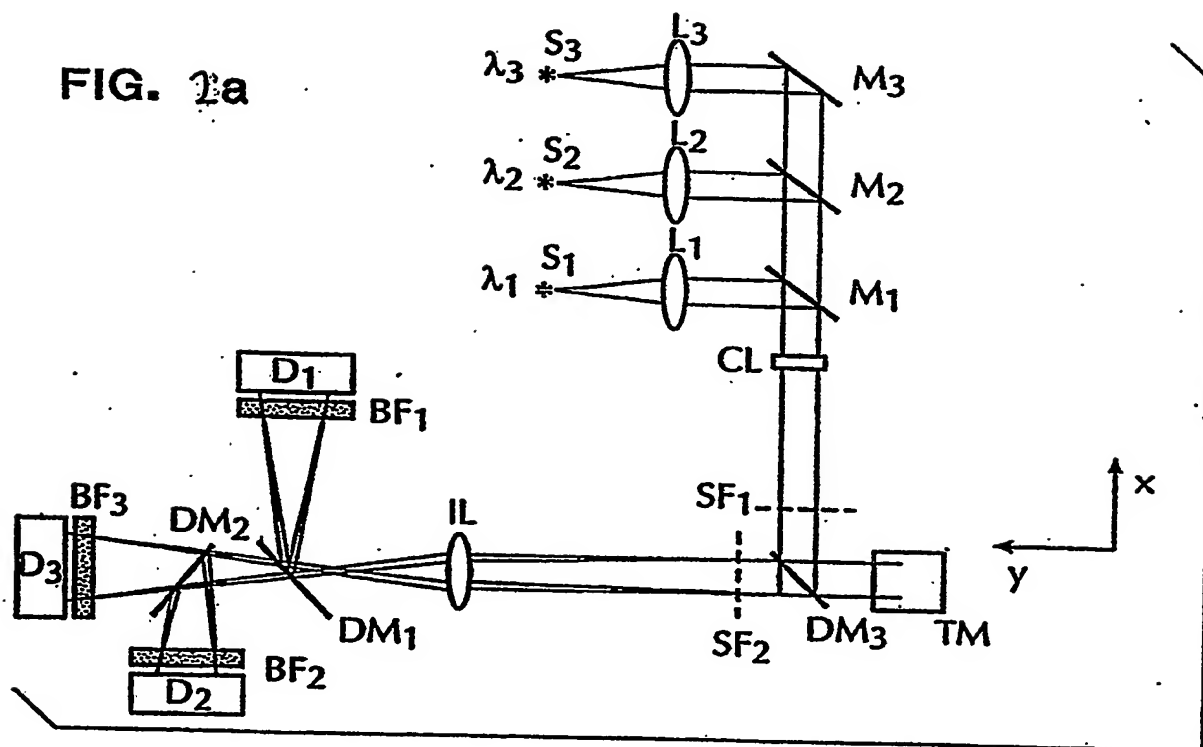 FIG. 2a
λ3 S3 L3 M3
λ2 S2 L2 M2
λ1 S1 L1 M1
CL
D1
BF1
BF3
DM2
IL
SF1
x
D3
y
DM1
SF2
DM3
TM
BF2
D2